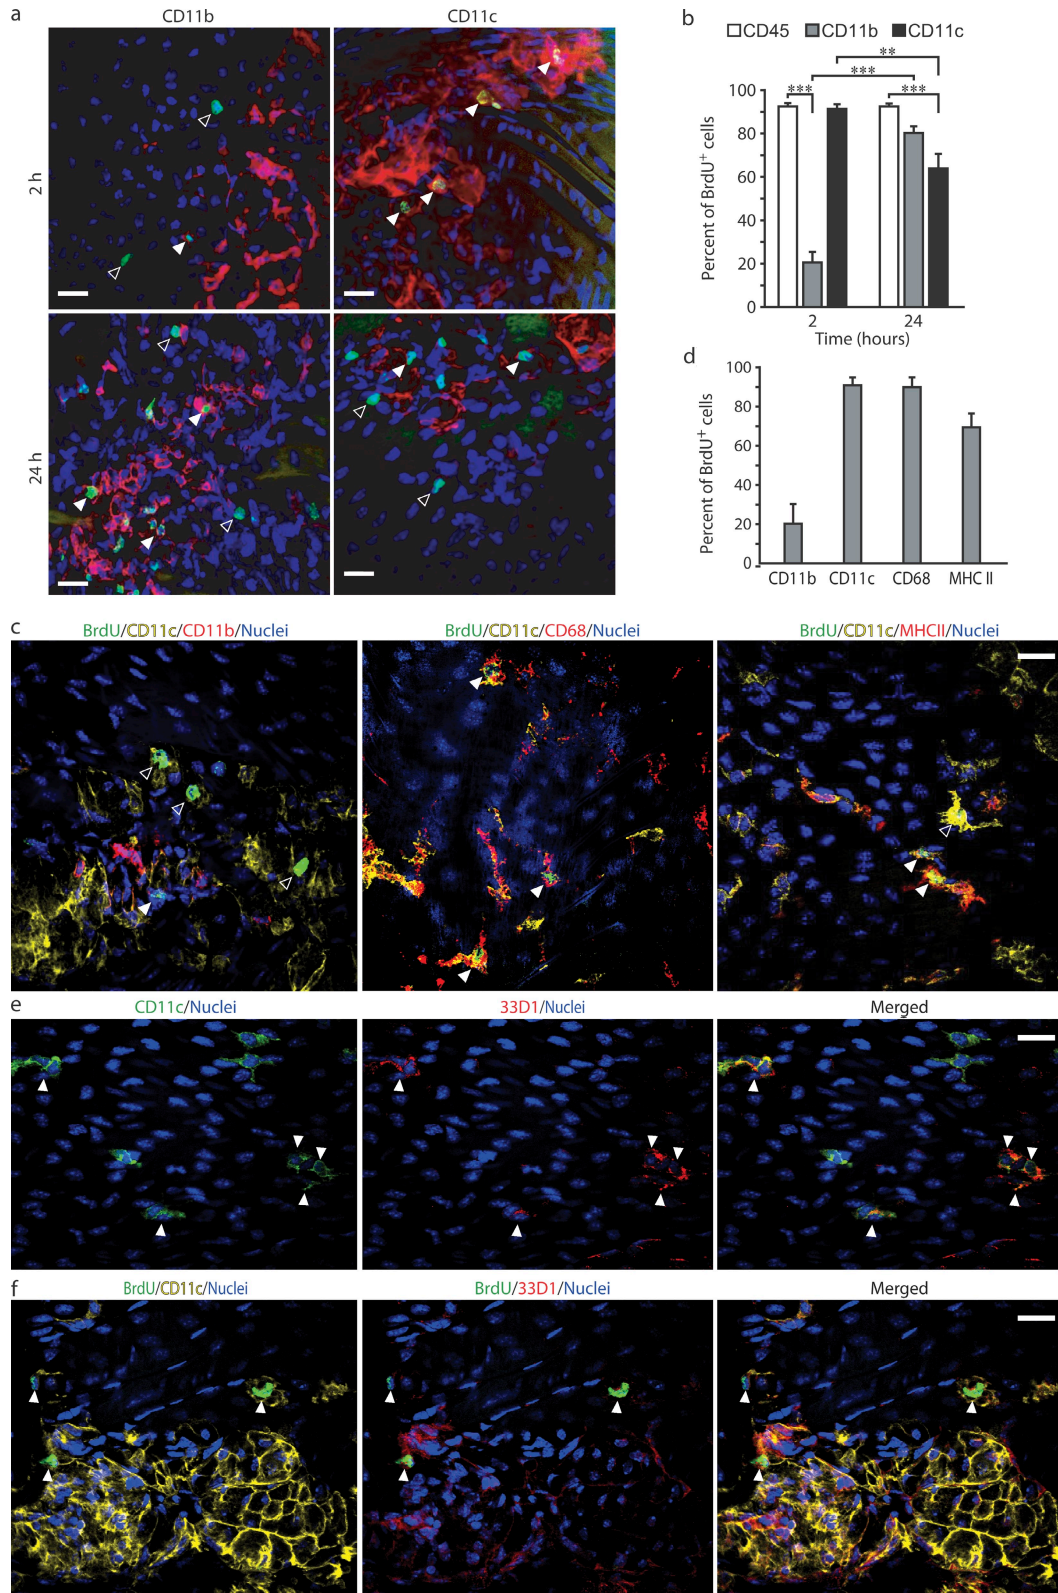 a
CD11b
CD11c
2 h
24 h
b
CD45 CD11b CD11c
**
***
*** ***
Percent of BrdU+ cells
100
80
60
40
20
0
2 24
Time (hours)
d
Percent of BrdU+ cells
100
80
60
40
20
0
CD11b CD11c CD68 MHC II
c
BrdU/CD11c/CD11b/Nuclei
BrdU/CD11c/CD68/Nuclei
BrdU/CD11c/MHCII/Nuclei
e
CD11c/Nuclei
33D1/Nuclei
Merged
f
BrdU/CD11c/Nuclei
BrdU/33D1/Nuclei
Merged